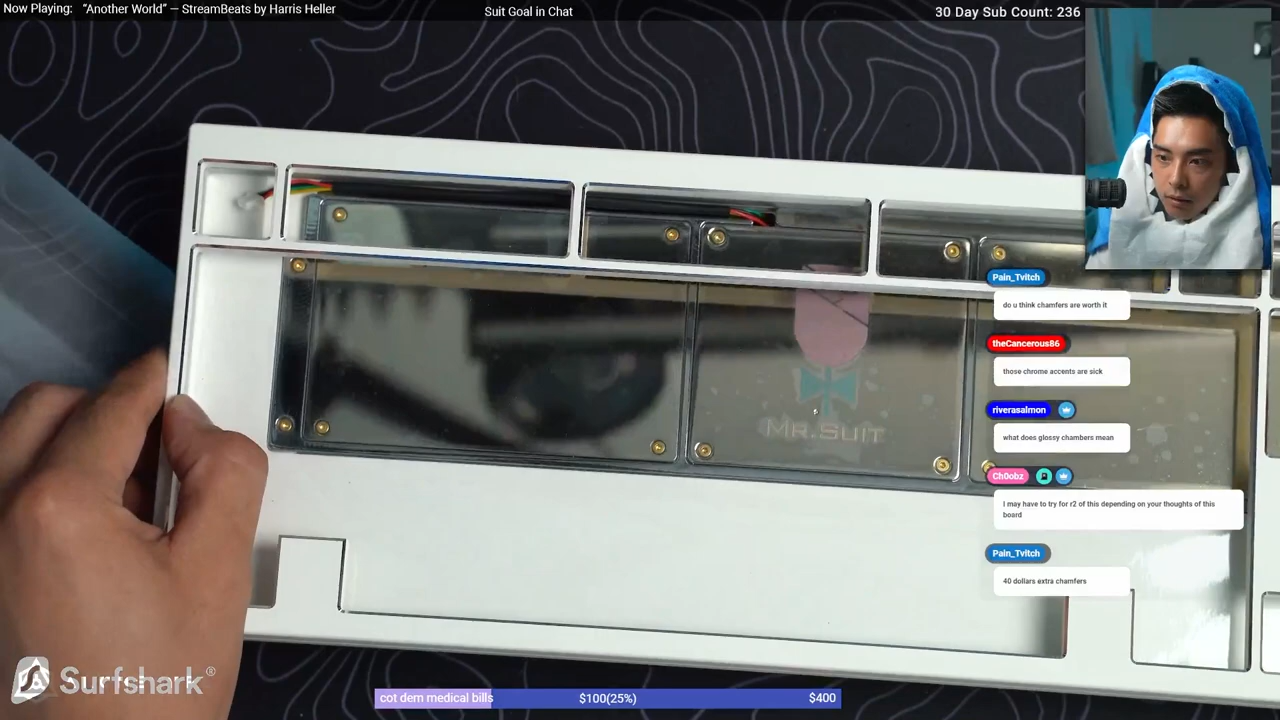 Now Playing: "Another World" — StreamBeats by Harris Heller
Suit Goal in Chat
30 Day Sub Count: 236
Pain_Tvitch
do u think chamfers are worth it
theCancerous86
those chrome accents are sick
riverasalmon
what does glossy chambers mean
Ch0obz
I may have to try for r2 of this depending on your thoughts of this
board
Pain_Tvitch
40 dollars extra chamfers
MR.SUIT
Surfshark®
cot dem medical bills
$100(25%)
$400